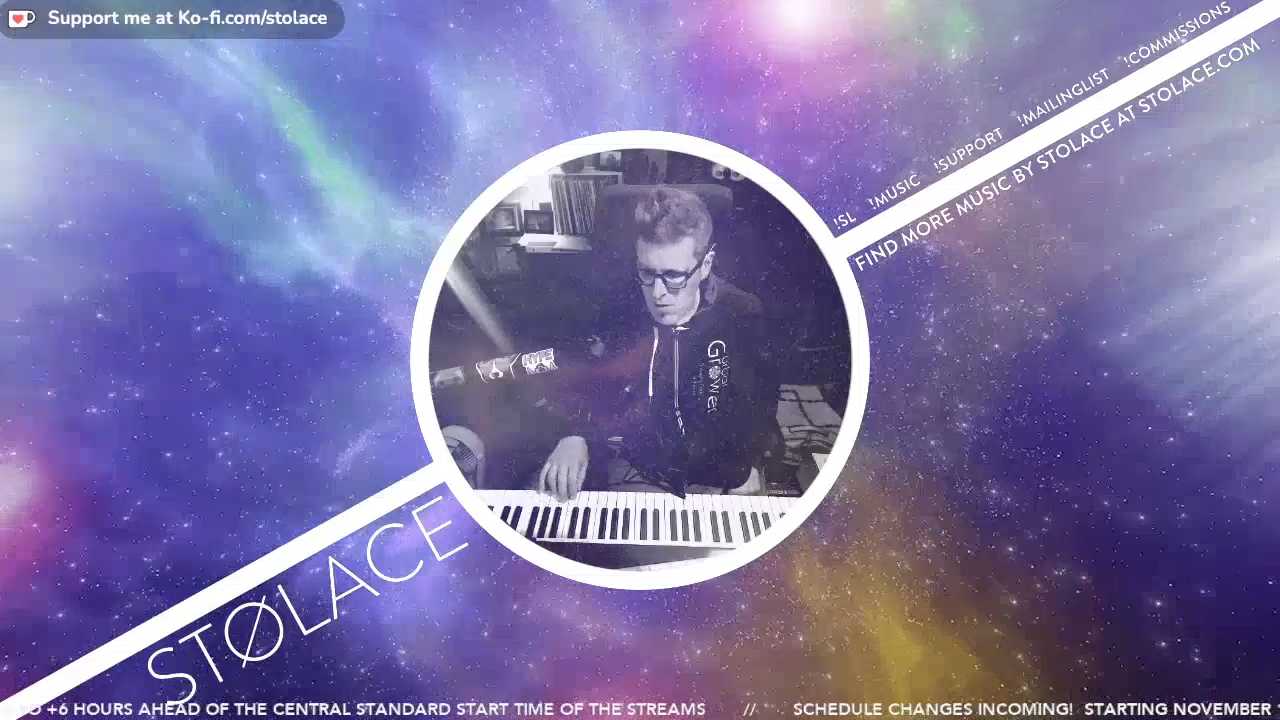 Support me at Ko-fi.com/stolace
!SL !MUSIC !SUPPORT !MAILINGLIST !COMMISSIONS
FIND MORE MUSIC BY STOLACE AT STOLACE.COM
HYPE
STØLACE
+6 HOURS AHEAD OF THE CENTRAL STANDARD START TIME OF THE STREAMS // SCHEDULE CHANGES INCOMING! STARTING NOVEMBER